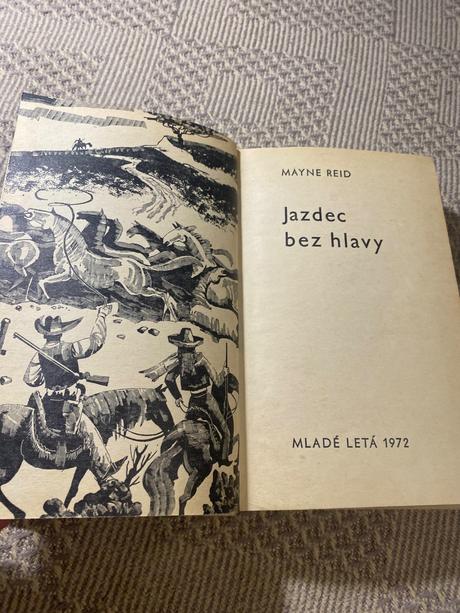 MAYNE REID
Jazdec
bez hlavy
MLADÉ LETÁ 1972